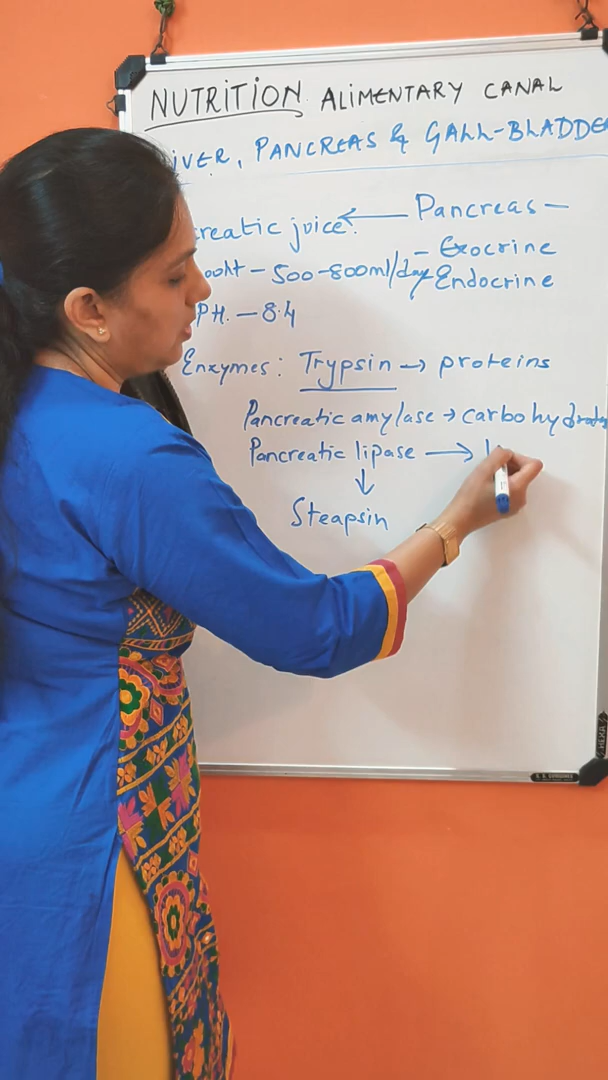 NUTRITION ALIMENTARY CANAL
IVER, PANCREAS & GALL-BLADDE
creatic juice. ← Pancreas —
- Exocrine
— 500-800ml/day - Endocrine
PH. — 8.4
Enzymes: Trypsin → proteins
Pancreatic amylase → carbohydrates
Pancreatic lipase →
↓
Steapsin